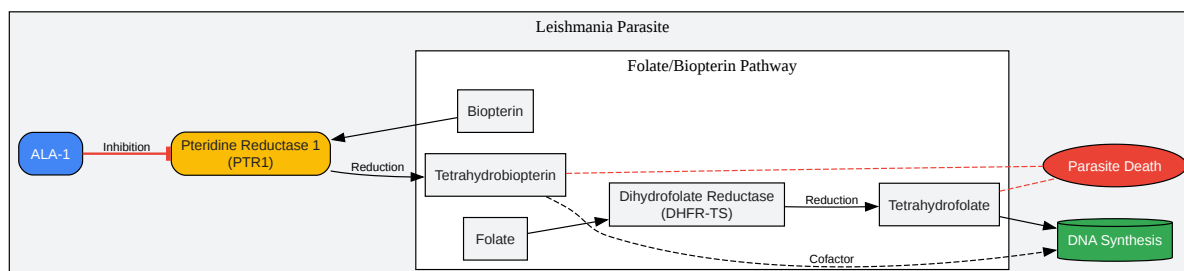 Leishmania Parasite
Folate/Biopterin Pathway
Biopterin
ALA-1
Inhibition
Pteridine Reductase 1
(PTR1)
Reduction
Tetrahydrobiopterin
Parasite Death
Dihydrofolate Reductase
(DHFR-TS)
Reduction
Tetrahydrofolate
Folate
Cofactor
DNA Synthesis